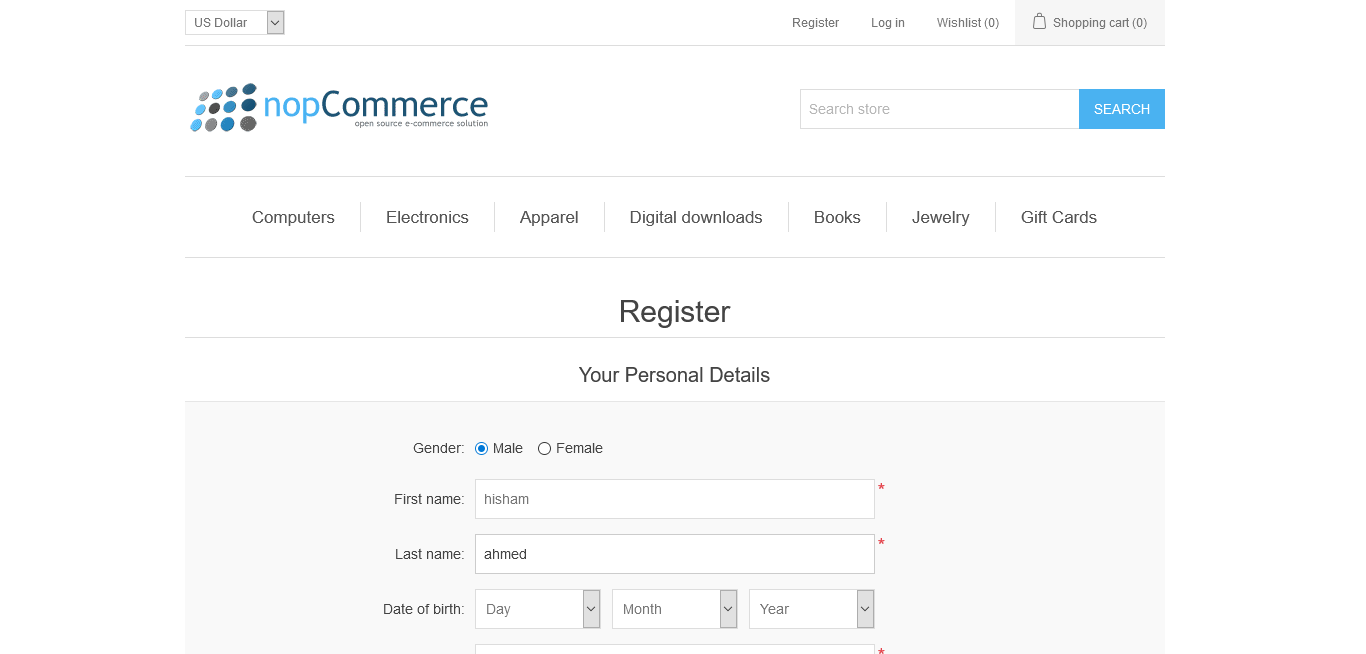 US Dollar Register Log in Wishlist (0) Shopping cart (0)
nopCommerce
open source e-commerce solution
Search store SEARCH
Computers Electronics Apparel Digital downloads Books Jewelry Gift Cards
Register
Your Personal Details
Gender: Male Female
First name: hisham *
Last name: ahmed *
Date of birth: Day Month Year
*